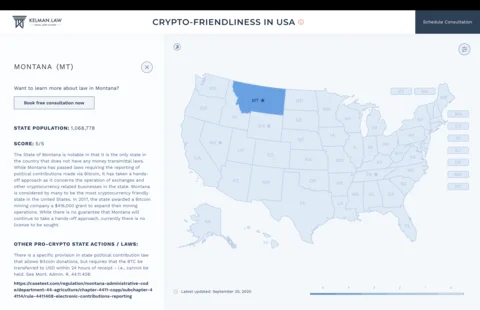 KELMAN LAW
CRYPTO-FRIENDLINESS IN USA
Schedule Consultation
MONTANA (MT)
Want to learn more about law in Montana?
Book free consultation now
STATE POPULATION: 1,068,778
SCORE: 5/5
The State of Montana is notable in that it is the only state in
the country that does not have any money transmittal laws.
While Montana has passed laws requiring the reporting of
political contributions made via Bitcoin, it has taken a hands-
off approach as it concerns the operation of exchanges and
other cryptocurrency-related businesses in the state. Montana
is considered by many to be the most cryptocurrency friendly
state in the United States. In 2017, the state awarded a Bitcoin
mining company a $416,000 grant to expand their mining
operations. While there is no guarantee that Montana will
continue to take a hands-off approach, currently there is no
license to be sought.
OTHER PRO-CRYPTO STATE ACTIONS / LAWS:
There is a specific provision in state political contribution law
that allows Bitcoin donations, but requires that the BTC be
transferred to USD within 24 hours of receipt - i.e., cannot be
held. See Mont. Admin. R. 44.11.408
https://casetext.com/regulation/montana-administrative-cod
e/department-44-agriculture/chapter-4411-copp/subchapter-4
4114/rule-4411408-electronic-contributions-reporting
MT
Latest updated: September 20, 2020